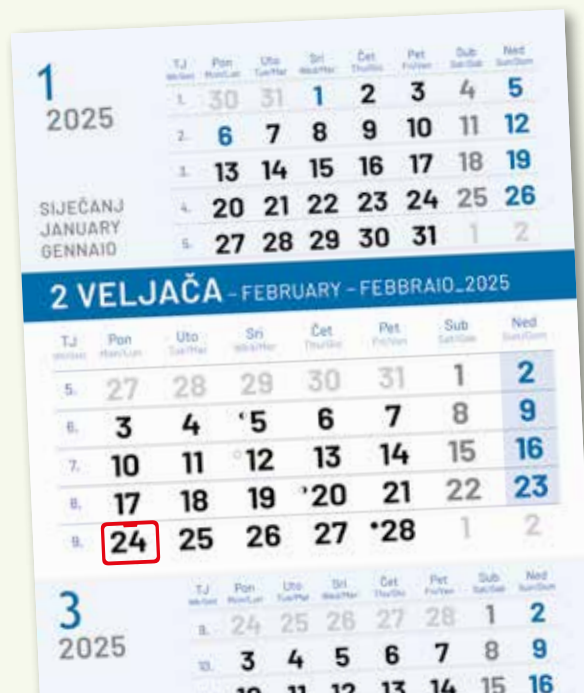 1
2025
SIJEČANJ
JANUARY
GENNAIO
TJ Pon Uto Sri Čet Pet Sub Ned
1. 30 31 1 2 3 4 5
2. 6 7 8 9 10 11 12
3. 13 14 15 16 17 18 19
4. 20 21 22 23 24 25 26
5. 27 28 29 30 31 1 2
2 VELJAČA – FEBRUARY – FEBBRAIO_2025
TJ Pon Uto Sri Čet Pet Sub Ned
5. 27 28 29 30 31 1 2
6. 3 4 5 6 7 8 9
7. 10 11 12 13 14 15 16
8. 17 18 19 20 21 22 23
9. 24 25 26 27 28 1 2
3
2025
TJ Pon Uto Sri Čet Pet Sub Ned
9. 24 25 26 27 28 1 2
10. 3 4 5 6 7 8 9
10 11 12 13 14 15 16